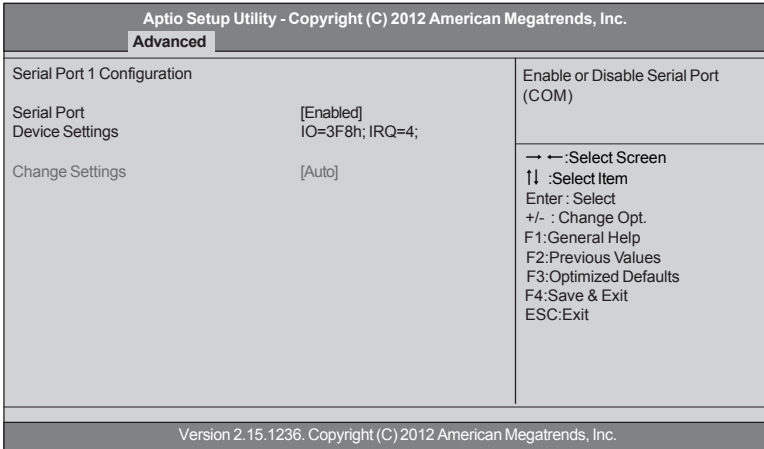 Aptio Setup Utility - Copyright (C) 2012 American Megatrends, Inc.
Advanced
Serial Port 1 Configuration
Serial Port [Enabled]
Device Settings IO=3F8h; IRQ=4;
Change Settings [Auto]
Enable or Disable Serial Port
(COM)
→ ←:Select Screen
↑↓ :Select Item
Enter : Select
+/- : Change Opt.
F1:General Help
F2:Previous Values
F3:Optimized Defaults
F4:Save & Exit
ESC:Exit
Version 2.15.1236. Copyright (C) 2012 American Megatrends, Inc.